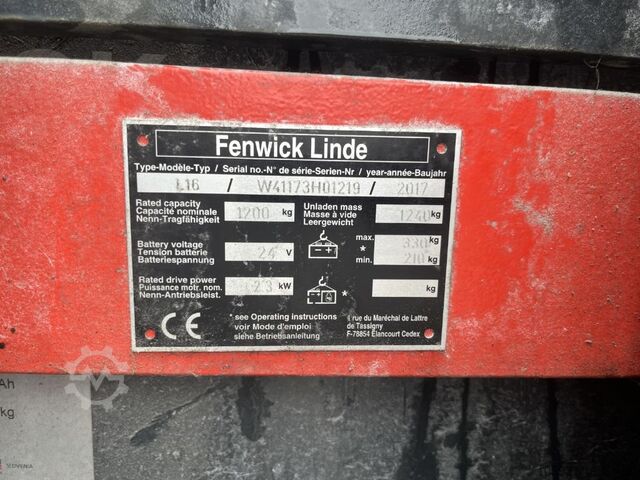 Fenwick Linde
Type-Modèle-Typ / Serial no.-N° de série-Serien-Nr / year-année-Baujahr
L16 / W41173H01219 / 2017
Rated capacity
Capacité nominale
Nenn-Tragfähigkeit
1200 kg
Unladen mass
Masse à vide
Leergewicht
1240 kg
Battery voltage
Tension batterie
Batteriespannung
24 V
max. 330 kg
* min. 210 kg
Rated drive power
Puissance motr. nom.
Nenn-Antriebsleist.
2.3 kW
* kg
CE
* see Operating instructions
voir Mode d'emploi
siehe Betriebsanleitung
1 rue du Maréchal de Lattre
de Tassigny
F-78854 Elancourt Cedex
Ah
kg
SLOVENIA